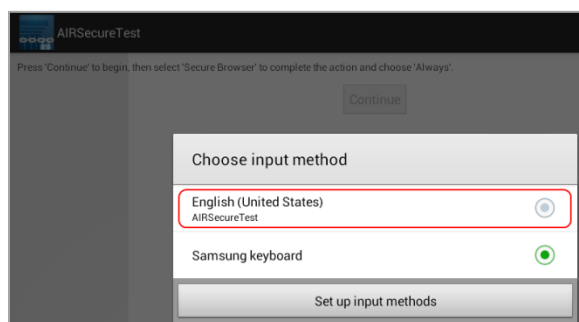 AIRSecureTest
Press 'Continue' to begin, then select 'Secure Browser' to complete the action and choose 'Always'.
Continue
Choose input method
English (United States)
AIRSecureTest
Samsung keyboard
Set up input methods